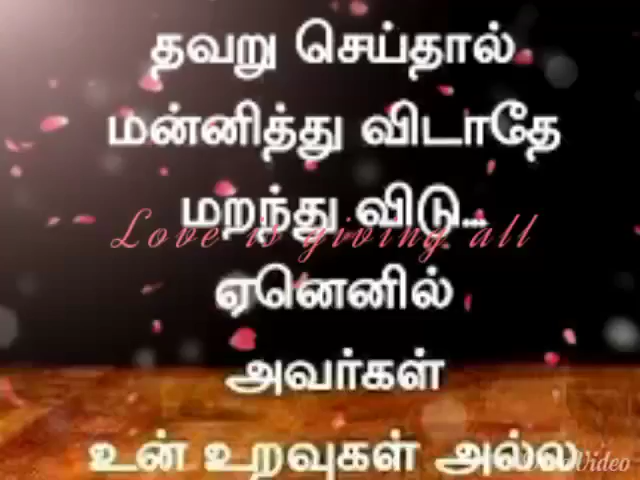 தவறு செய்தால்
மன்னித்து விடாதே
மறந்து விடு...
Love is giving all
ஏனெனில்
அவர்கள்
உன் உறவுகள் அல்ல